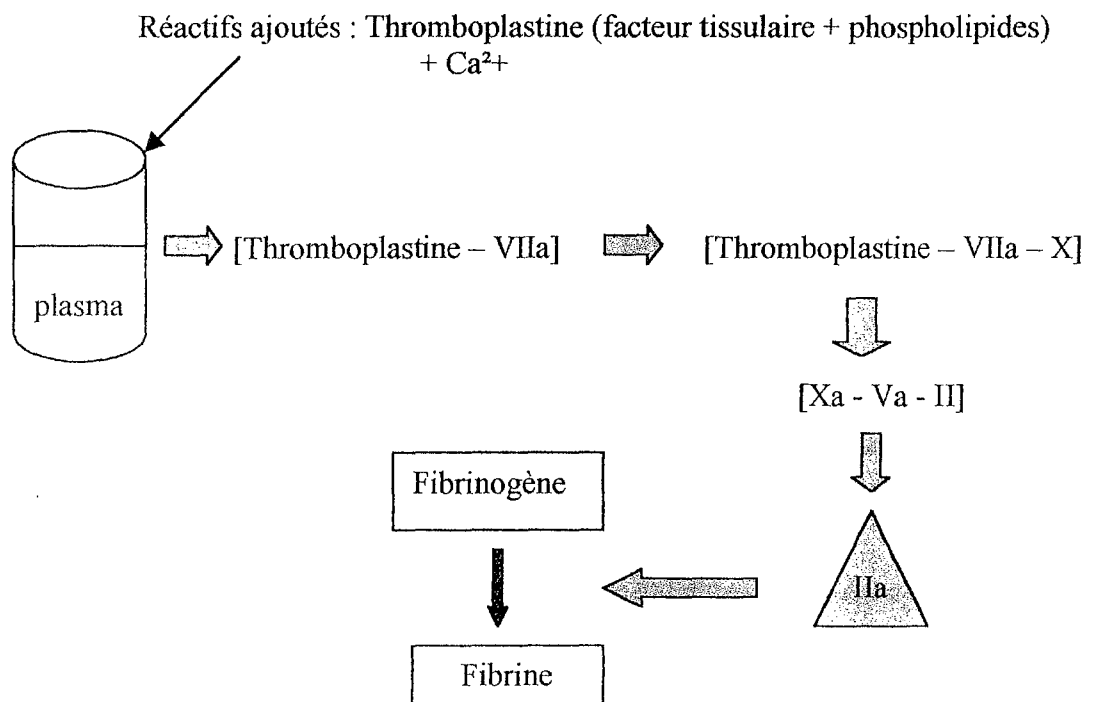 Réactifs ajoutés : Thromboplastine (facteur tissulaire + phospholipides)
+ Ca²+
plasma
[Thromboplastine – VIIa]
[Thromboplastine – VIIa – X]
[Xa - Va - II]
IIa
Fibrinogène
Fibrine